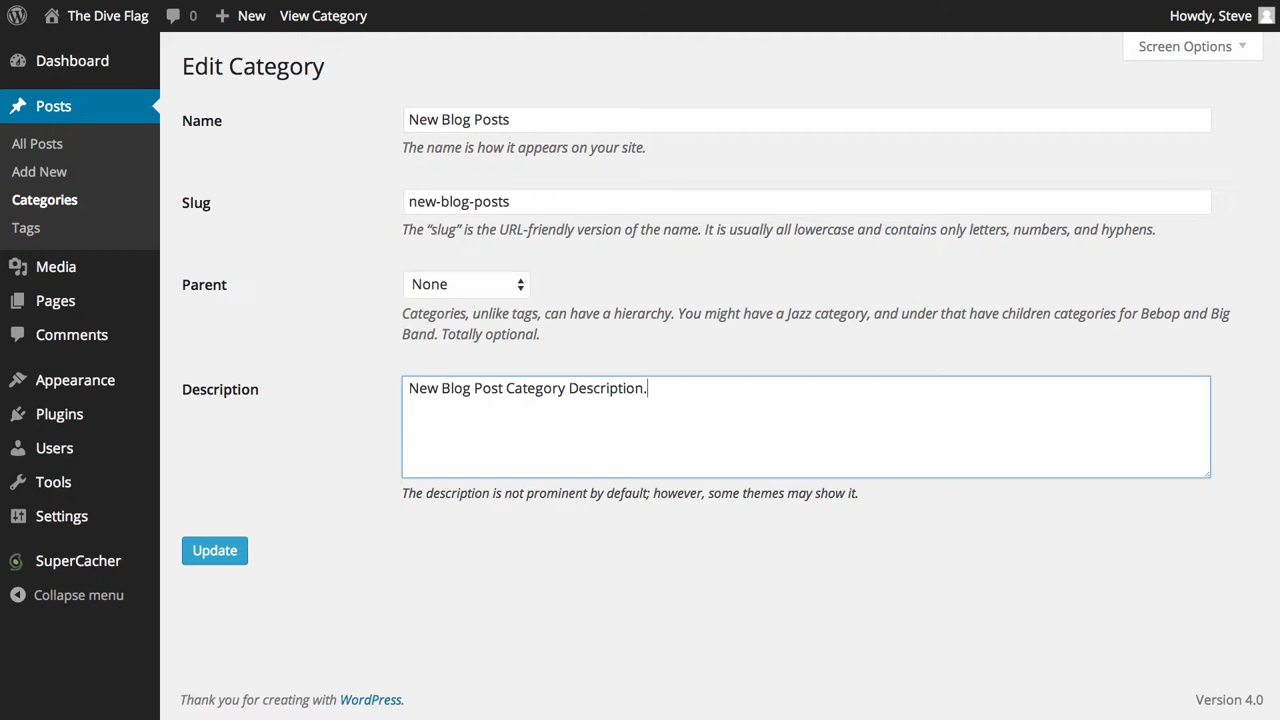 The Dive Flag
0
New
View Category
Howdy, Steve
Screen Options
Dashboard
Posts
All Posts
Add New
Categories
Tags
Media
Pages
Comments
Appearance
Plugins
Users
Tools
Settings
SuperCacher
Collapse menu
Edit Category
Name
New Blog Posts
The name is how it appears on your site.
Slug
new-blog-posts
The “slug” is the URL-friendly version of the name. It is usually all lowercase and contains only letters, numbers, and hyphens.
Parent
None
Categories, unlike tags, can have a hierarchy. You might have a Jazz category, and under that have children categories for Bebop and Big
Band. Totally optional.
Description
New Blog Post Category Description.
The description is not prominent by default; however, some themes may show it.
Update
Thank you for creating with WordPress.
Version 4.0